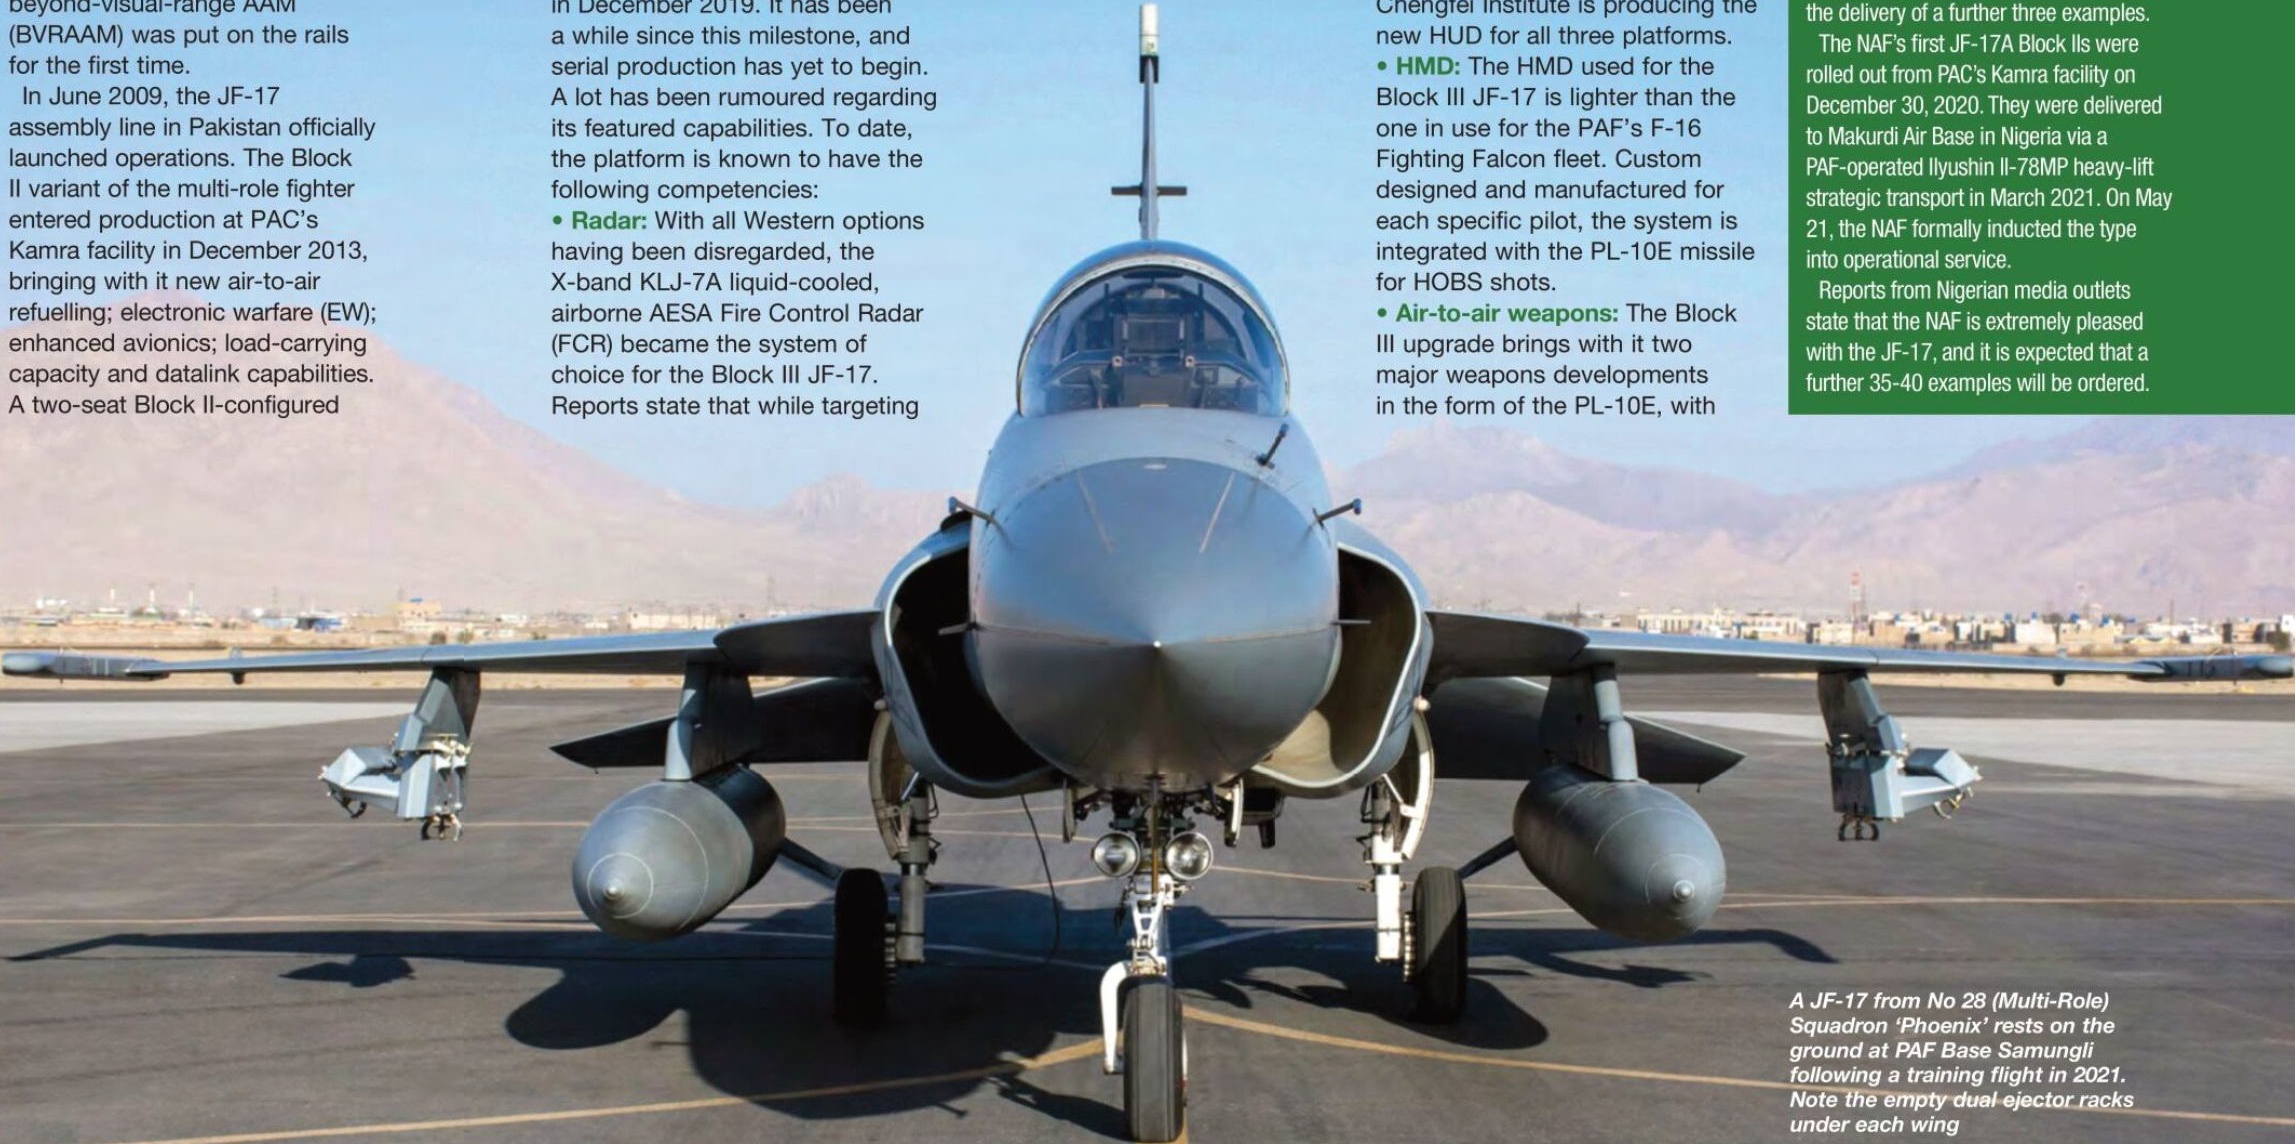 beyond-visual-range AAM
(BVRAAM) was put on the rails
for the first time.
In June 2009, the JF-17
assembly line in Pakistan officially
launched operations. The Block
II variant of the multi-role fighter
entered production at PAC's
Kamra facility in December 2013,
bringing with it new air-to-air
refuelling; electronic warfare (EW);
enhanced avionics; load-carrying
capacity and datalink capabilities.
A two-seat Block II-configured
in December 2019. It has been
a while since this milestone, and
serial production has yet to begin.
A lot has been rumoured regarding
its featured capabilities. To date,
the platform is known to have the
following competencies:
• Radar: With all Western options
having been disregarded, the
X-band KLJ-7A liquid-cooled,
airborne AESA Fire Control Radar
(FCR) became the system of
choice for the Block III JF-17.
Reports state that while targeting
Chengfei Institute is producing the
new HUD for all three platforms.
• HMD: The HMD used for the
Block III JF-17 is lighter than the
one in use for the PAF's F-16
Fighting Falcon fleet. Custom
designed and manufactured for
each specific pilot, the system is
integrated with the PL-10E missile
for HOBS shots.
• Air-to-air weapons: The Block
III upgrade brings with it two
major weapons developments
in the form of the PL-10E, with
the delivery of a further three examples.
The NAF's first JF-17A Block IIs were
rolled out from PAC's Kamra facility on
December 30, 2020. They were delivered
to Makurdi Air Base in Nigeria via a
PAF-operated Ilyushin Il-78MP heavy-lift
strategic transport in March 2021. On May
21, the NAF formally inducted the type
into operational service.
Reports from Nigerian media outlets
state that the NAF is extremely pleased
with the JF-17, and it is expected that a
further 35-40 examples will be ordered.
A JF-17 from No 28 (Multi-Role)
Squadron ‘Phoenix’ rests on the
ground at PAF Base Samungli
following a training flight in 2021.
Note the empty dual ejector racks
under each wing